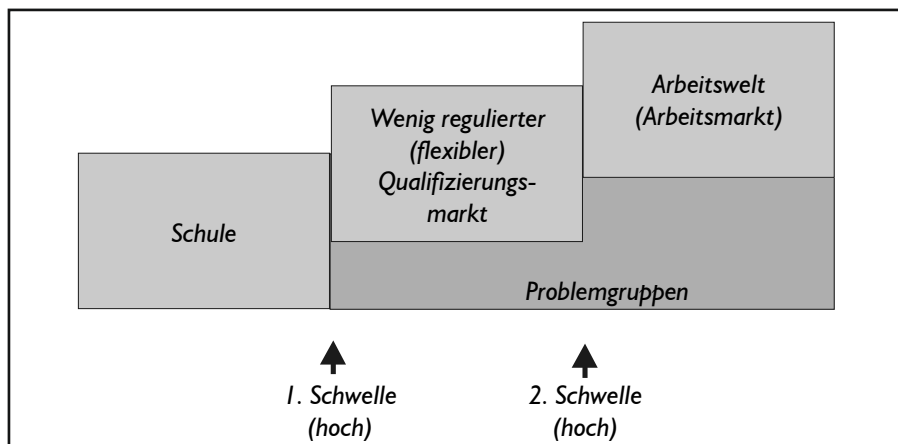 Schule
Wenig regulierter
(flexibler)
Qualifizierungs-
markt
Arbeitswelt
(Arbeitsmarkt)
Problemgruppen
1. Schwelle
(hoch)
2. Schwelle
(hoch)